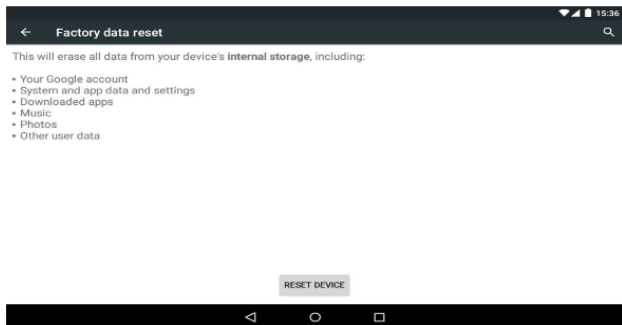 15:36
Factory data reset
This will erase all data from your device's internal storage, including:
• Your Google account
• System and app data and settings
• Downloaded apps
• Music
• Photos
• Other user data
RESET DEVICE